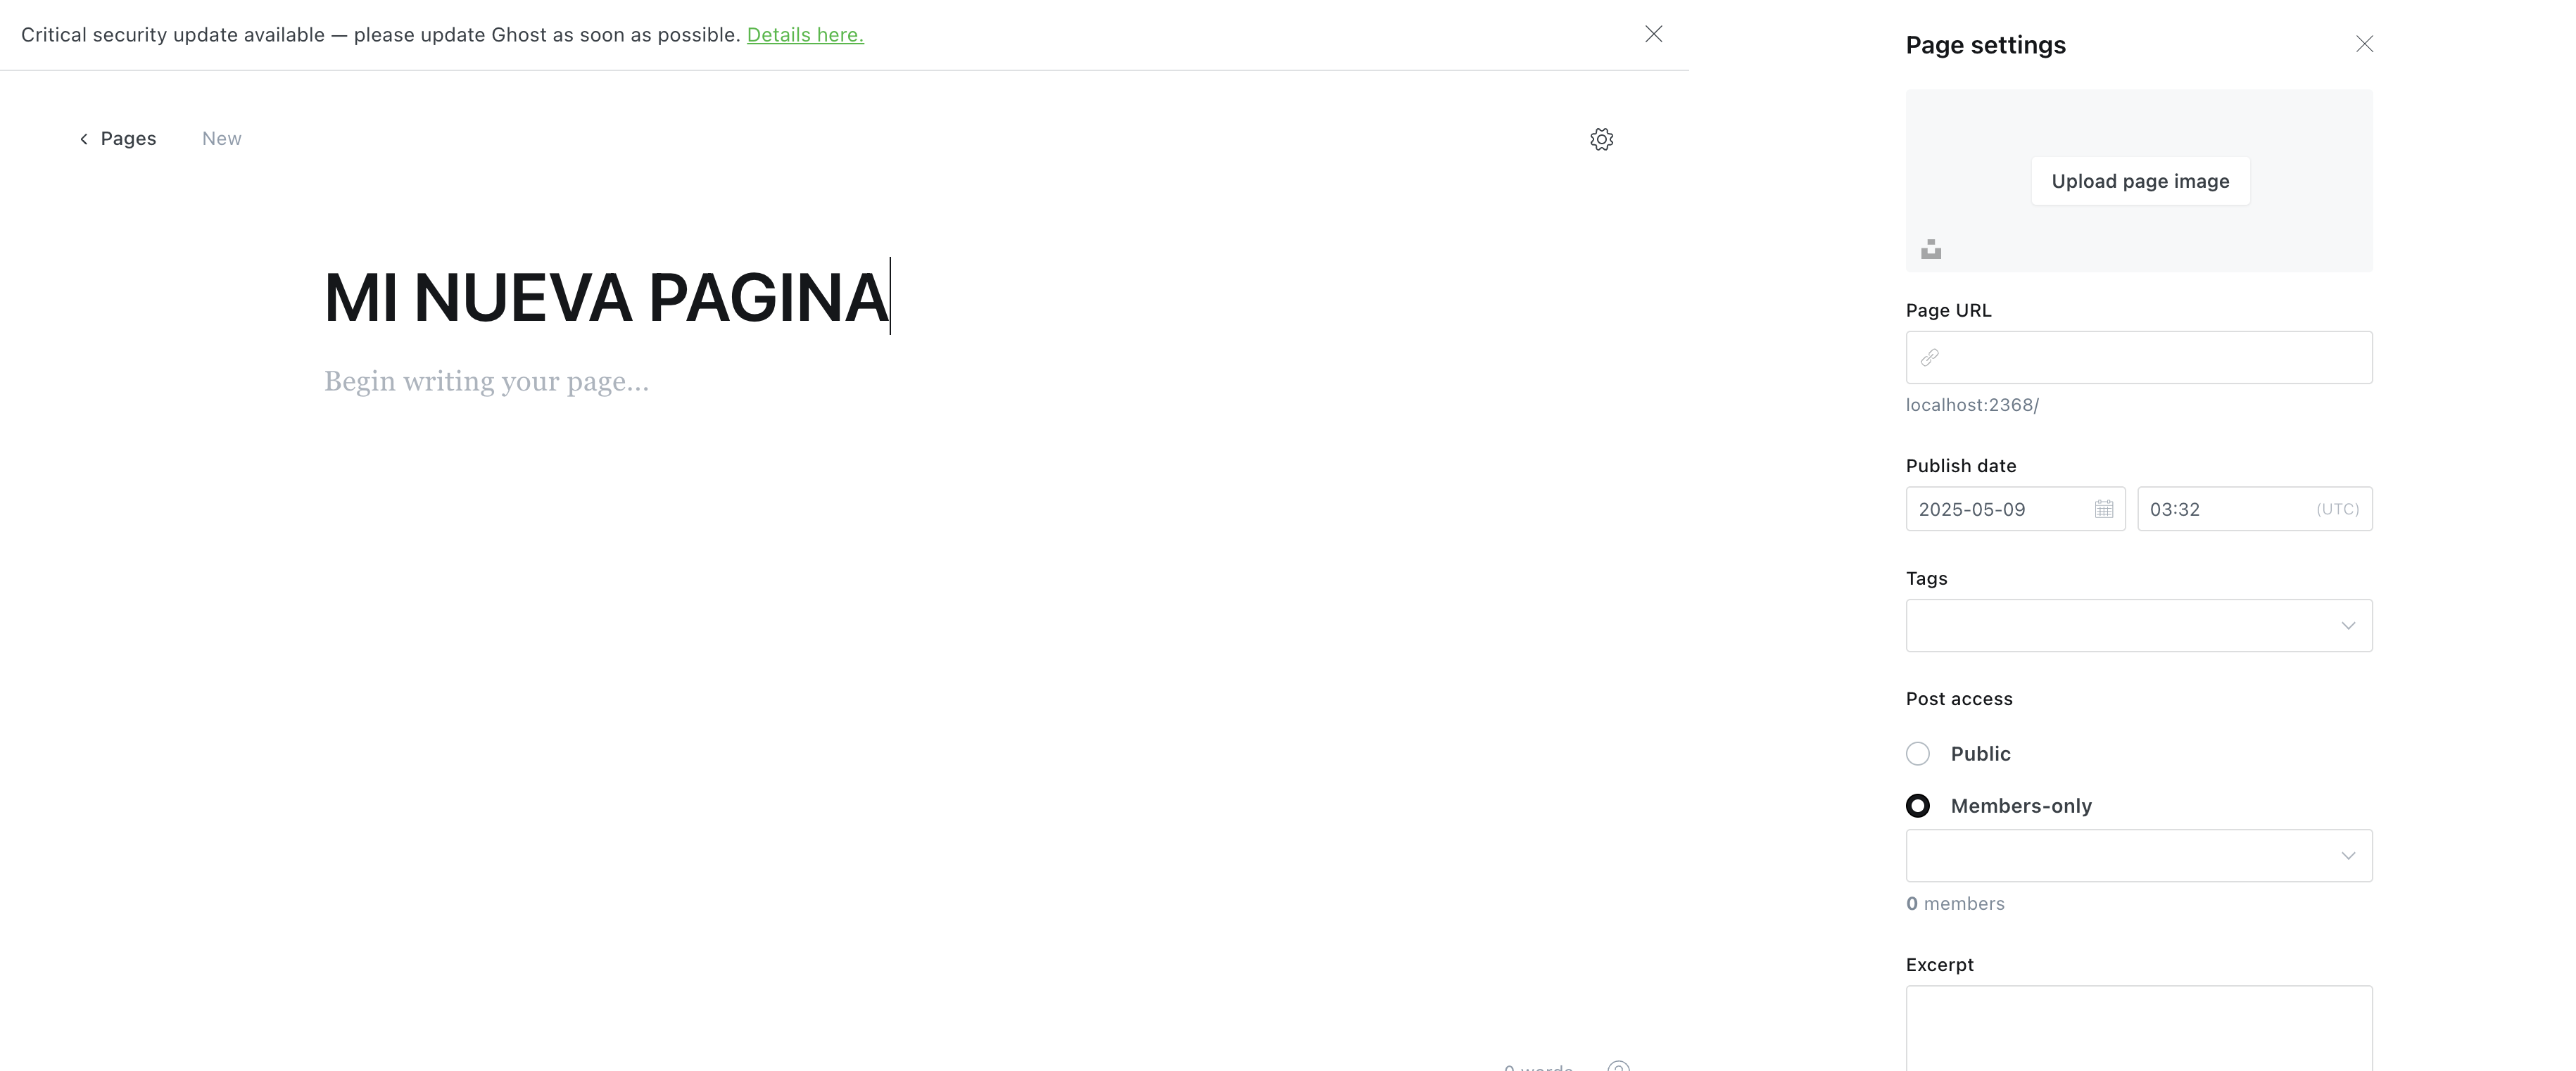 Critical security update available — please update Ghost as soon as possible. Details here.
Pages New
MI NUEVA PAGINA
Begin writing your page...
0 words
Page settings
Upload page image
Page URL
localhost:2368/
Publish date
2025-05-09 03:32 (UTC)
Tags
Post access
Public
Members-only
0 members
Excerpt